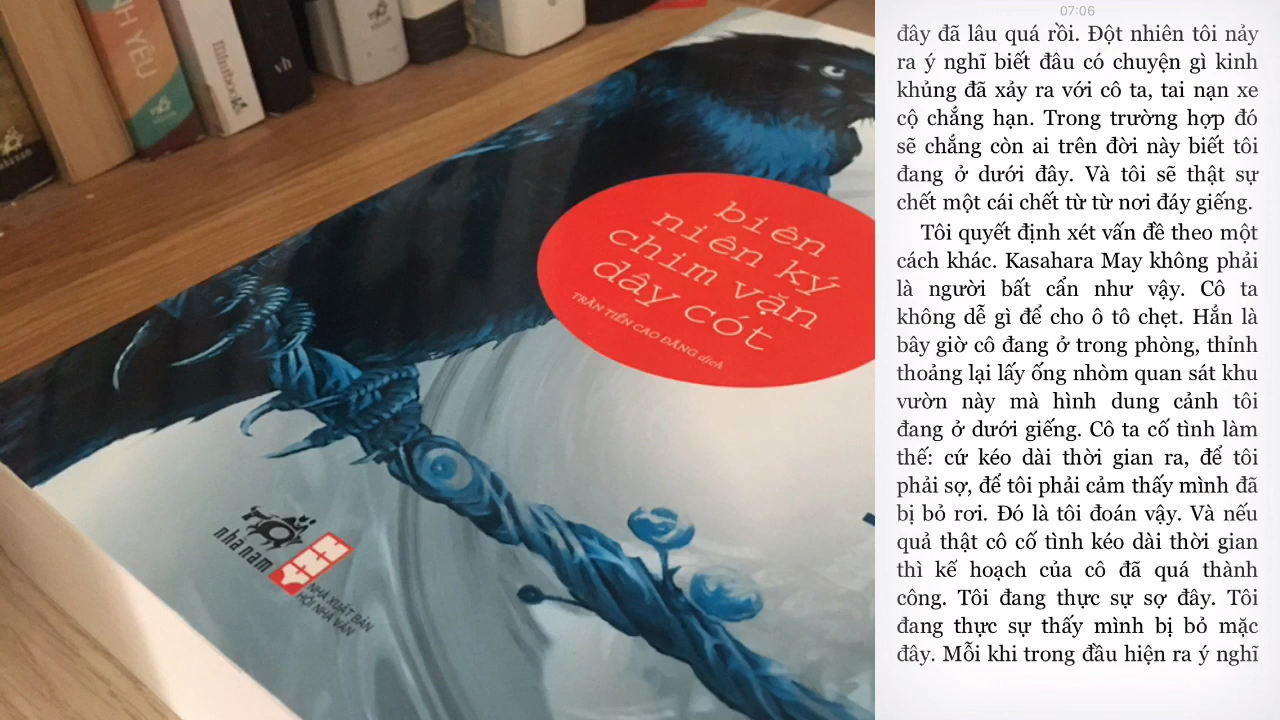 NH YÊU
minhbook
vh
nhã nam
biên
niên ký
chim vặn
dây cót
TRẦN TIỄN CAO ĐĂNG dịch
nhã nam
NHÀ XUẤT BẢN
HỘI NHÀ VĂN
07:06
đây đã lâu quá rồi. Đột nhiên tôi nảy
ra ý nghĩ biết đâu có chuyện gì kinh
khủng đã xảy ra với cô ta, tai nạn xe
cộ chẳng hạn. Trong trường hợp đó
sẽ chẳng còn ai trên đời này biết tôi
đang ở dưới đây. Và tôi sẽ thật sự
chết một cái chết từ từ nơi đáy giếng.
Tôi quyết định xét vấn đề theo một
cách khác. Kasahara May không phải
là người bất cẩn như vậy. Cô ta
không dễ gì để cho ô tô chẹt. Hẳn là
bây giờ cô đang ở trong phòng, thỉnh
thoảng lại lấy ống nhòm quan sát khu
vườn này mà hình dung cảnh tôi
đang ở dưới giếng. Cô ta cố tình làm
thế: cứ kéo dài thời gian ra, để tôi
phải sợ, để tôi phải cảm thấy mình đã
bị bỏ rơi. Đó là tôi đoán vậy. Và nếu
quả thật cô cố tình kéo dài thời gian
thì kế hoạch của cô đã quá thành
công. Tôi đang thực sự sợ đây. Tôi
đang thực sự thấy mình bị bỏ mặc
đây. Mỗi khi trong đầu hiện ra ý nghĩ